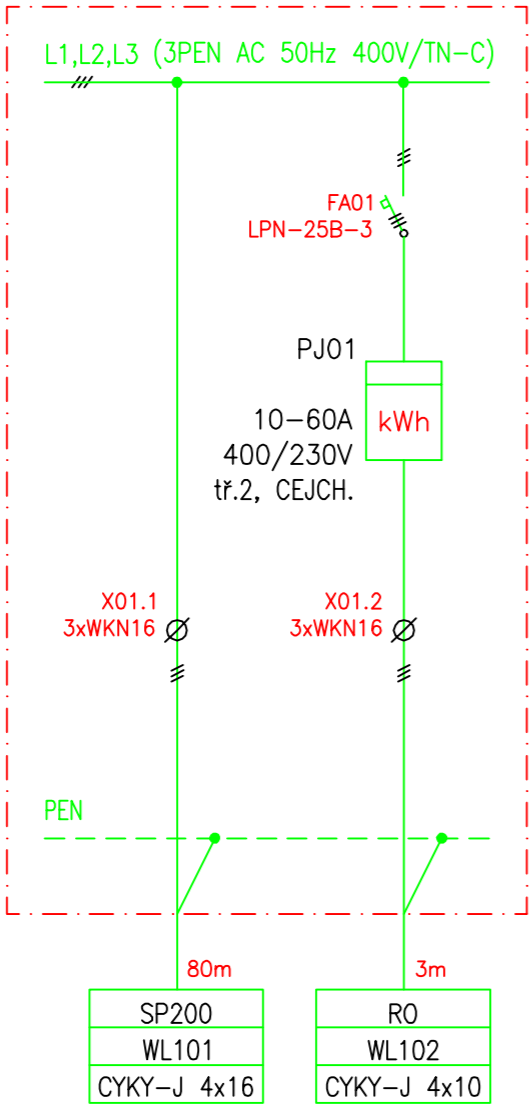 L1,L2,L3 (3PEN AC 50Hz 400V/TN-C)
FA01
LPN-25B-3
PJ01
10-60A
400/230V
tř.2, CEJCH.
kWh
X01.1
3xWKN16
X01.2
3xWKN16
PEN
80m
3m
SP200
WL101
CYKY-J 4x16
RO
WL102
CYKY-J 4x10